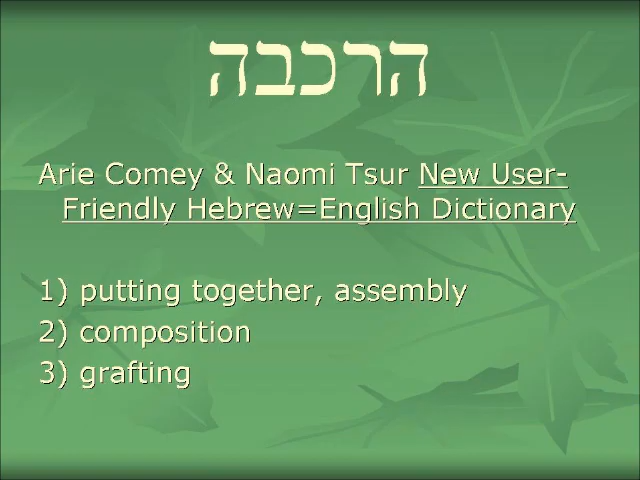 הרכבה
Arie Comey & Naomi Tsur New User-
Friendly Hebrew=English Dictionary
1) putting together, assembly
2) composition
3) grafting